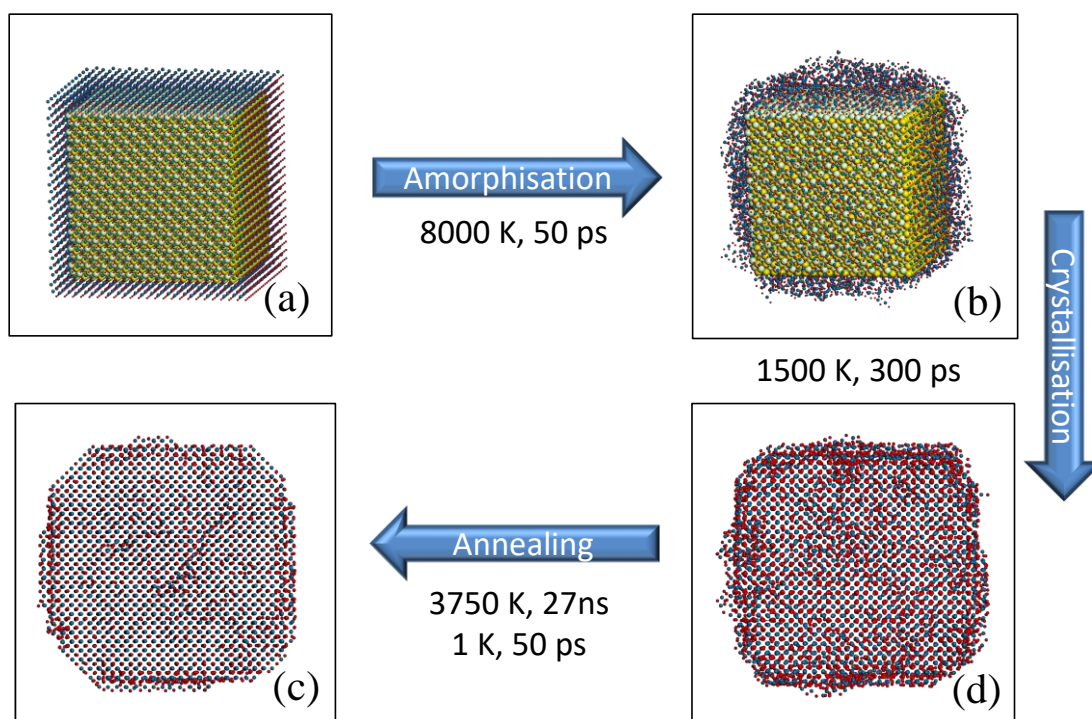 (a)
Amorphisation
8000 K, 50 ps
(b)
Crystallisation
1500 K, 300 ps
(d)
Annealing
3750 K, 27ns
1 K, 50 ps
(c)